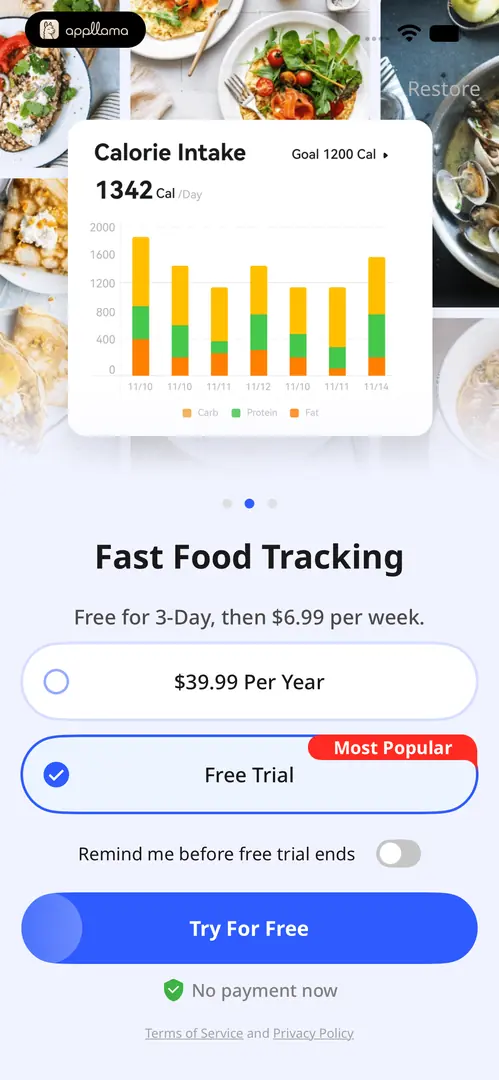 appllama
Restore
Calorie Intake
Goal 1200 Cal
1342 Cal /Day
2000
1600
1200
800
400
0
11/10 11/10 11/11 11/12 11/10 11/11 11/14
Carb Protein Fat
Fast Food Tracking
Free for 3-Day, then $6.99 per week.
$39.99 Per Year
Most Popular
Free Trial
Remind me before free trial ends
Try For Free
No payment now
Terms of Service and Privacy Policy